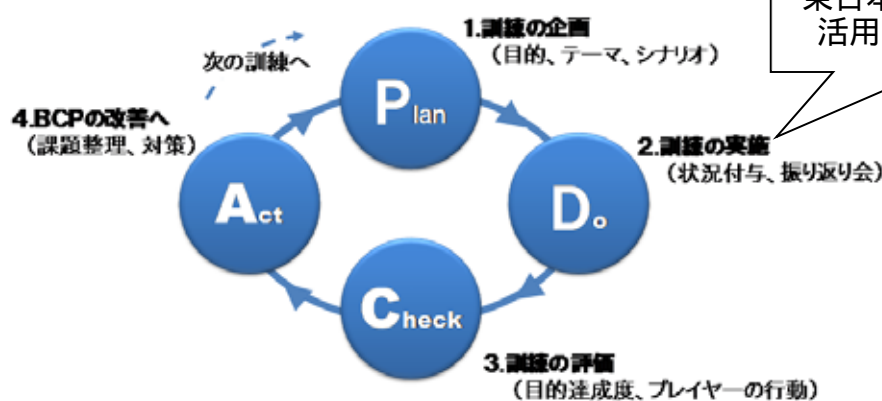 活用
1.訓練の企画
(目的、テーマ、シナリオ)
次の訓練へ
Plan
4.BCPの改善へ
(課題整理、対策)
2.訓練の実施
(状況付与、振り返り会)
Act
Do
Check
3.訓練の評価
(目的達成度、プレイヤーの行動)